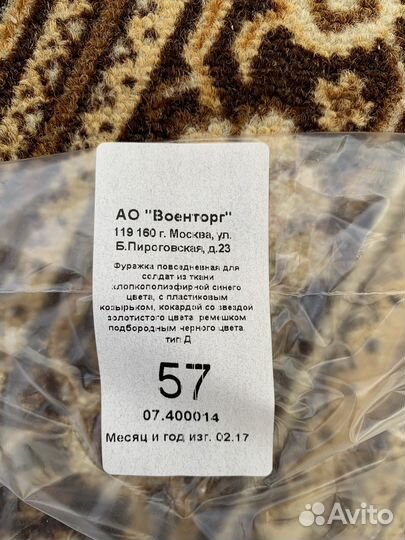 АО "Военторг"
119 160 г. Москва, ул.
Б.Пироговская, д.23
Фуражка повседневная для
солдат из ткани
хлопкополиэфирной синего
цвета, с пластиковым
козырьком, кокардой со звездой
золотистого цвета, ремешком
подбородным черного цвета,
тип Д
57
07.400014
Месяц и год изг. 02.17
Avito